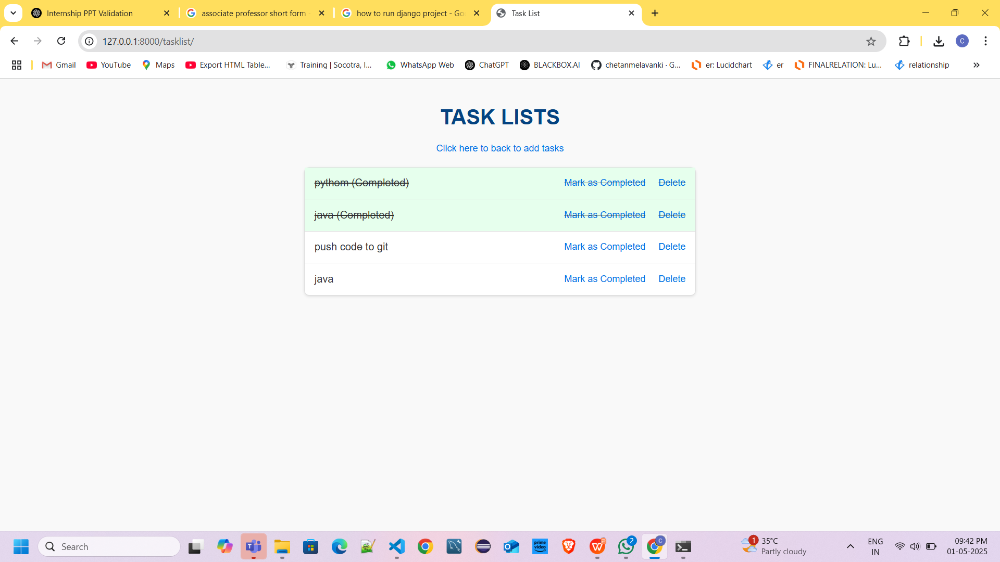 Internship PPT Validation
associate professor short form -
how to run django project - Goo
Task List
127.0.0.1:8000/tasklist/
C
Gmail
YouTube
Maps
Export HTML Table...
Training | Socotra, I...
WhatsApp Web
ChatGPT
BLACKBOX.AI
chetanmelavanki · G...
er: Lucidchart
er
FINALRELATION: Lu...
relationship
TASK LISTS
Click here to back to add tasks
pythom (Completed) Mark as Completed Delete
java (Completed) Mark as Completed Delete
push code to git Mark as Completed Delete
java Mark as Completed Delete
Search
prime video
2
C
1
35°C
Partly cloudy
ENG
IN
09:42 PM
01-05-2025